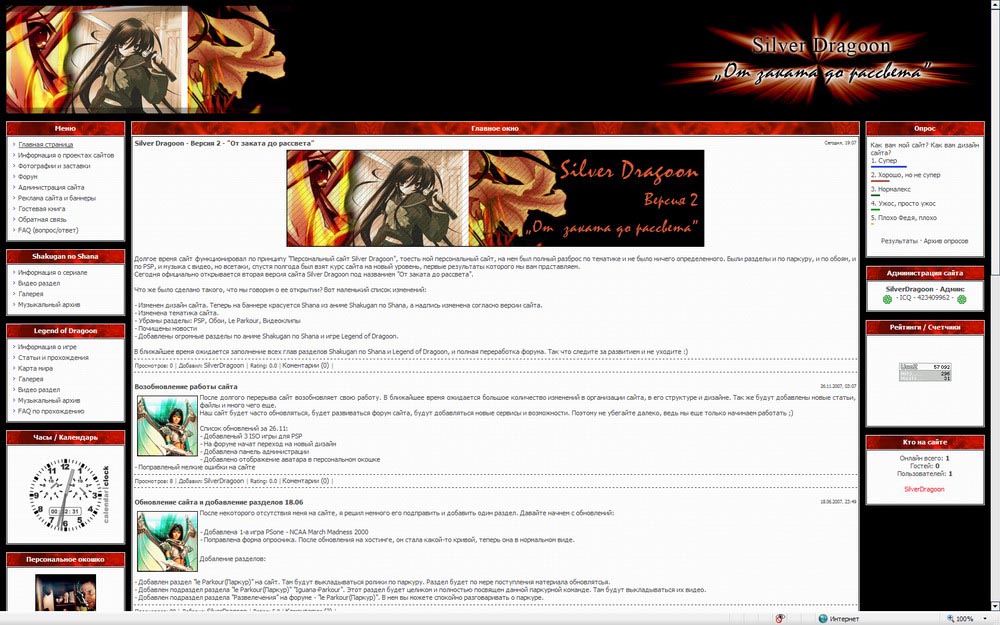 Silver Dragoon
„От заката до рассвета”
Меню
Главная страница
Информация о проектах сайтов
Фотографии и заставки
Форум
Администрация сайта
Реклама сайта и баннеры
Гостевая книга
Обратная связь
FAQ (вопрос/ответ)
Shakugan no Shana
Информация о сериале
Видео раздел
Галерея
Музыкальный архив
Legend of Dragoon
Информация о игре
Статьи и прохождения
Карта мира
Галерея
Видео раздел
Музыкальный архив
FAQ по прохождению
Часы / Календарь
12
11
1
10
2
9
3
8
4
7
5
6
calendarclock
Персональное окошко
Главное окно
Silver Dragoon - Версия 2 - "От заката до рассвета"
Сегодня, 19:07
Silver Dragoon
Версия 2
„От заката до рассвета”
Долгое время сайт функционировал по принципу "Персональный сайт Silver Dragoon", тоесть мой персональный сайт, на нем был полный разброс по тематике и не было ничего определенного. Были разделы и по паркуру, и по обоям, и
по PSP, и музыка с видео, но всетаки, спустя полгода был взят курс сайта на новый уровень, первые результаты которого мы вам прдставляем.
Сегодня официально открывается вторая версия сайта Silver Dragoon под названием "От заката до рассвета".
Что же было сделано такого, что мы говорим о ее открытии? Вот маленький список изменений:
- Изменен дизайн сайта. Теперь на баннере красуется Shana из аниме Shakugan no Shana, а надпись изменена согласно версии сайта.
- Изменена тематика сайта.
- Убраны разделы: PSP, Обои, Le Parkour, Видеоклипы
- Почищены новости
- Добавлены огромные разделы по аниме Shakugan no Shana и игре Legend of Dragoon.
В ближайшее время ожидается заполнение всех глав разделов Shakugan no Shana и Legend of Dragoon, и полная переработка форума. Так что следите за развитием и не уходите :)
Просмотров: 0 | Добавил: SilverDragoon | Rating: 0.0 | Коментарии (0) |
Возобновление работы сайта
26.11.2007, 03:07
После долгого перерыва сайт возобновляет свою работу. В ближайшее время ожидается большое количество изменений в организации сайта, в его структуре и дизайне. Так же будут добавлены новые статьи,
файлы и много чего еще.
Наш сайт будет часто обновляться, будет развиваться форум сайта, будут добавляться новые сервисы и возможности. Поэтому не убегайте далеко, ведь мы еще только начинаем работать ;)
Список обновлений за 26.11:
- Добавленый 3 ISO игры для PSP
- На форуме начат переход на новый дизайн
- Добавлена панель администрации
- Добавлено отображение аватара в персональном окошке
- Поправленый мелкие ошибки на сайте
Просмотров: 8 | Добавил: SilverDragoon | Rating: 0.0 | Коментарии (0) |
Обновление сайта и добавление разделов 18.06
18.06.2007, 23:49
После некоторого отсуствия меня на сайте, я решил немного его подправить и добавить один раздел. Давайте начнем с обновлений:
- Добавлена 1-а игра PSone - NCAA March Madness 2000
- Поправлена форма опросника. После обновления на хостинге, он стала какой-то кривой, теперь она в нормальном виде.
Добаление разделов:
- Добавлен раздел "le Parkour(Паркур)" на сайт. Там будут выкладываться ролики по паркуру. Раздел будет по мере поступления натериала обновляться.
- Добавлен подраздел раздела "le Parkour(Паркур)" "Iguana-Parkour". Этот раздел будет целиком и полностью посвящен данной паркурной команде. Там будут выкладываться их видео.
- Добавлен подраздел раздела "Развлечения" на форуме - "le Parkour(Паркур)". В нем вы можете спокойно разговаривать о паркуре.
Опрос
Как вам мой сайт? Как вам дизайн
сайта?
1. Супер
2. Хорошо, но не супер
3. Нормалекс
4. Ужос, просто ужос
5. Плохо Федя, плохо
Результаты · Архив опросов
Администрация сайта
SilverDragoon - Админ:
- ICQ - 423409962 -
Рейтинги / Счетчики
57 092
296
31
Кто на сайте
Онлайн всего: 1
Гостей: 0
Пользователей: 1
SilverDragoon
Интернет
100%